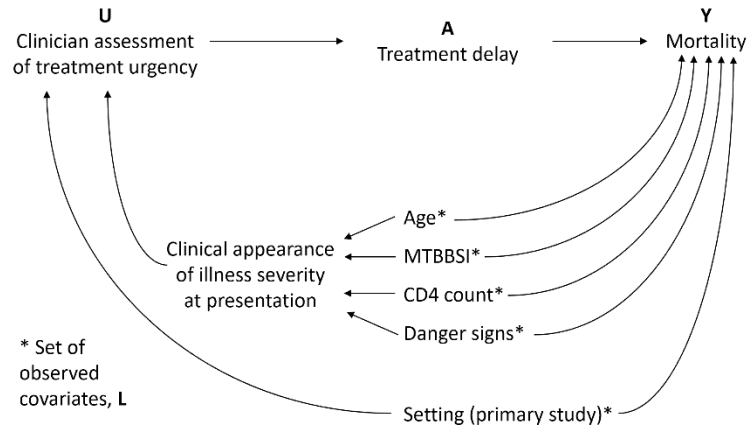 U
Clinician assessment
of treatment urgency
A
Treatment delay
Y
Mortality
Clinical appearance
of illness severity
at presentation
Age*
MTBBSI*
CD4 count*
Danger signs*
Setting (primary study)*
* Set of
observed
covariates, L